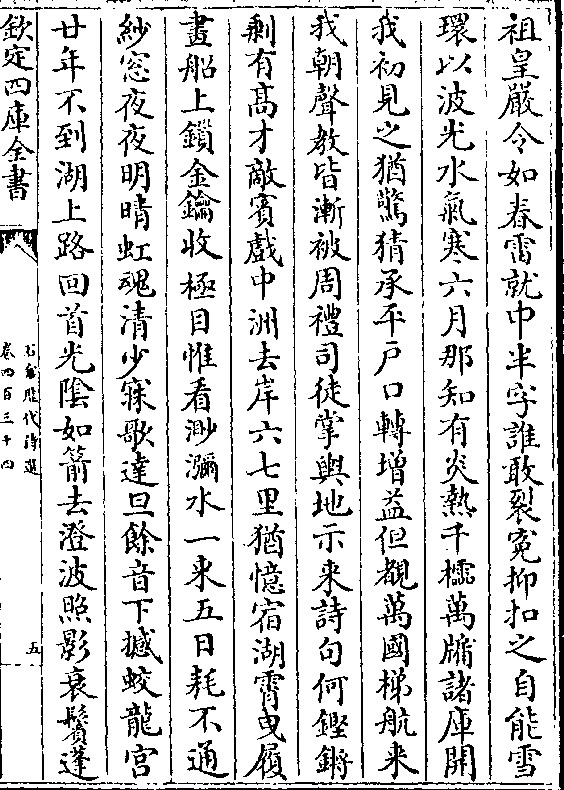 祖皇嚴令如春雷就中半字誰敢裂寃抑扣之自能雪
環以波光水氣寒六月那知有炎熱千櫺萬牖諸庫開
我初見之猶驚猜承平戶口轉增益但覩萬國梯航来
我朝聲教皆漸被周禮司徒掌輿地示来詩句何鏗鏘
剩有髙才敵賓戲中洲去岸六七里猶憶宿湖霄曳履
畫船上鎖金鑰收極目惟看渺瀰水一来五日耗不通
紗窓夜夜明晴虹魂清少寐歌達旦餘音下撼蛟龍宮
廿年不到湖上路回首光陰如箭去澄波照影衰鬢蓬
欽定四庫全書
石倉歷代詩選
卷四百三十四
五